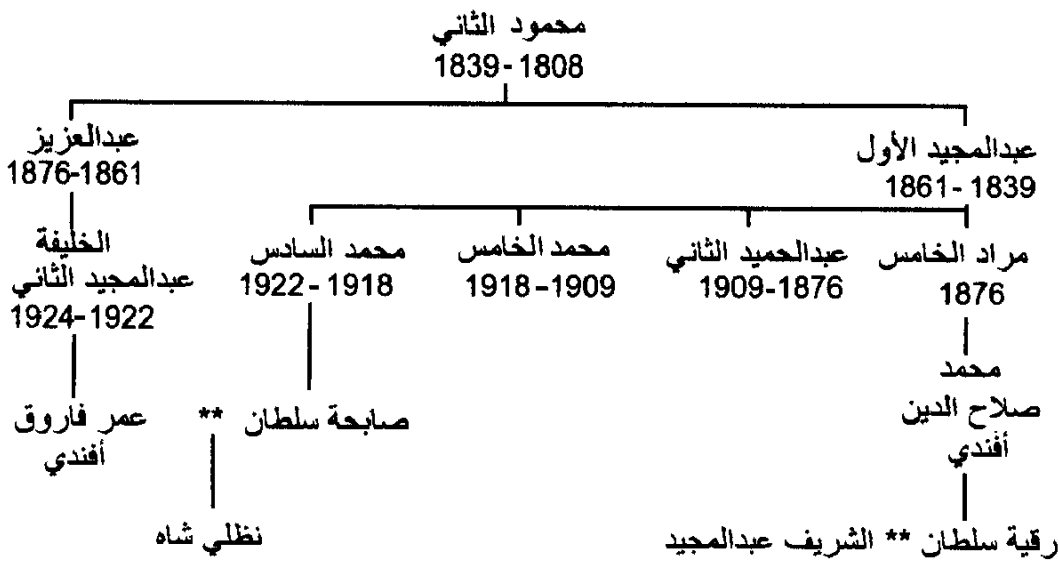 محمود الثاني
1839-1808
عبدالمجيد الأول
1861-1839
عبدالعزيز
1876-1861
مراد الخامس
1876
عبدالحميد الثاني
1909-1876
محمد الخامس
1918-1909
محمد السادس
1922-1918
الخليفة
عبدالمجيد الثاني
1924-1922
محمد
صلاح الدين
أفندي
صابحة سلطان **
عمر فاروق
أفندي
رقية سلطان ** الشريف عبدالمجيد
نظلي شاه